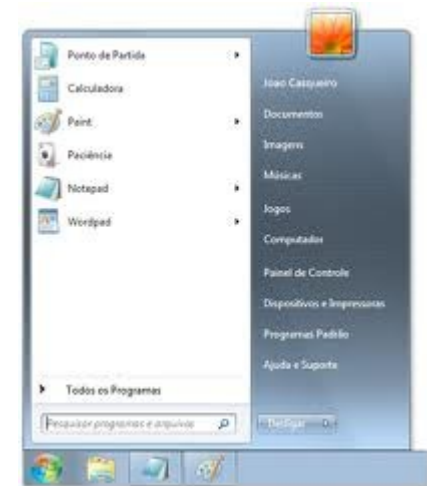 Ponto de Partida
Calculadora
Paint
Paciência
Notepad
Wordpad
Todos os Programas
Pesquisar programas e arquivos
Joao Casqueiro
Documentos
Imagens
Músicas
Jogos
Computador
Painel de Controle
Dispositivos e Impressoras
Programas Padrão
Ajuda e Suporte
Desligar